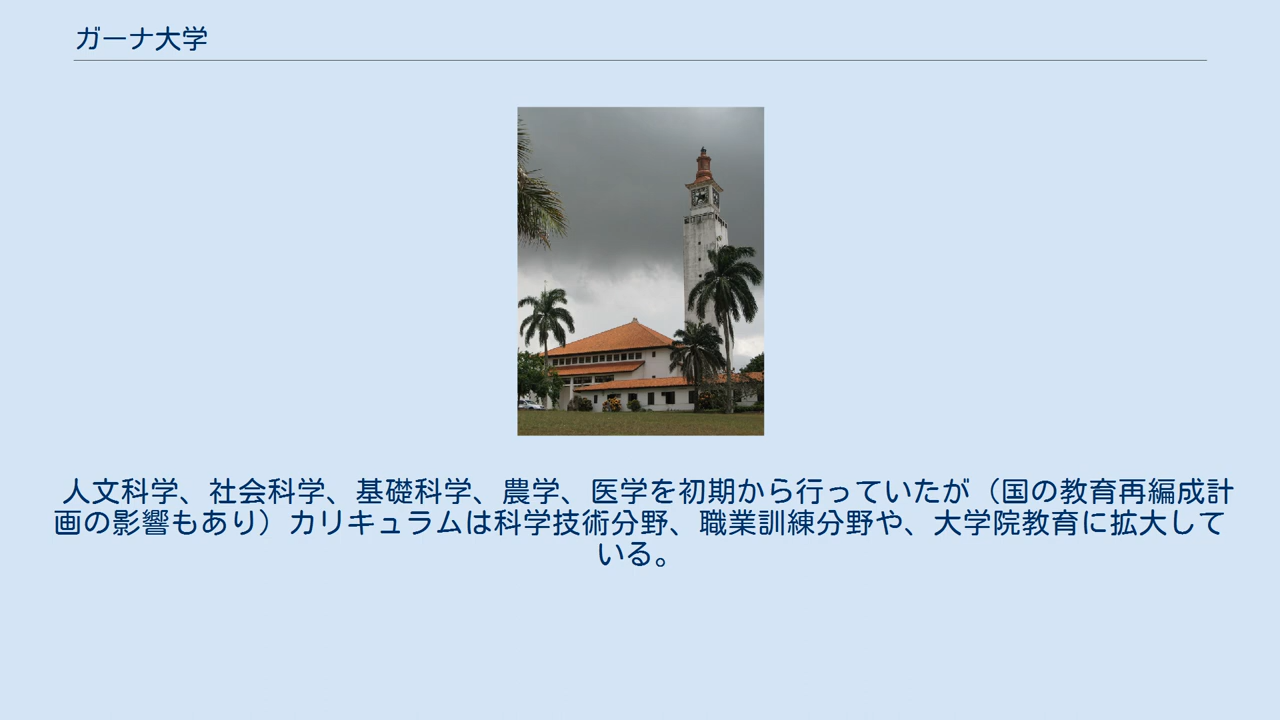 ガーナ大学
人文科学、社会科学、基礎科学、農学、医学を初期から行っていたが（国の教育再編成計
画の影響もあり）カリキュラムは科学技術分野、職業訓練分野や、大学院教育に拡大して
いる。